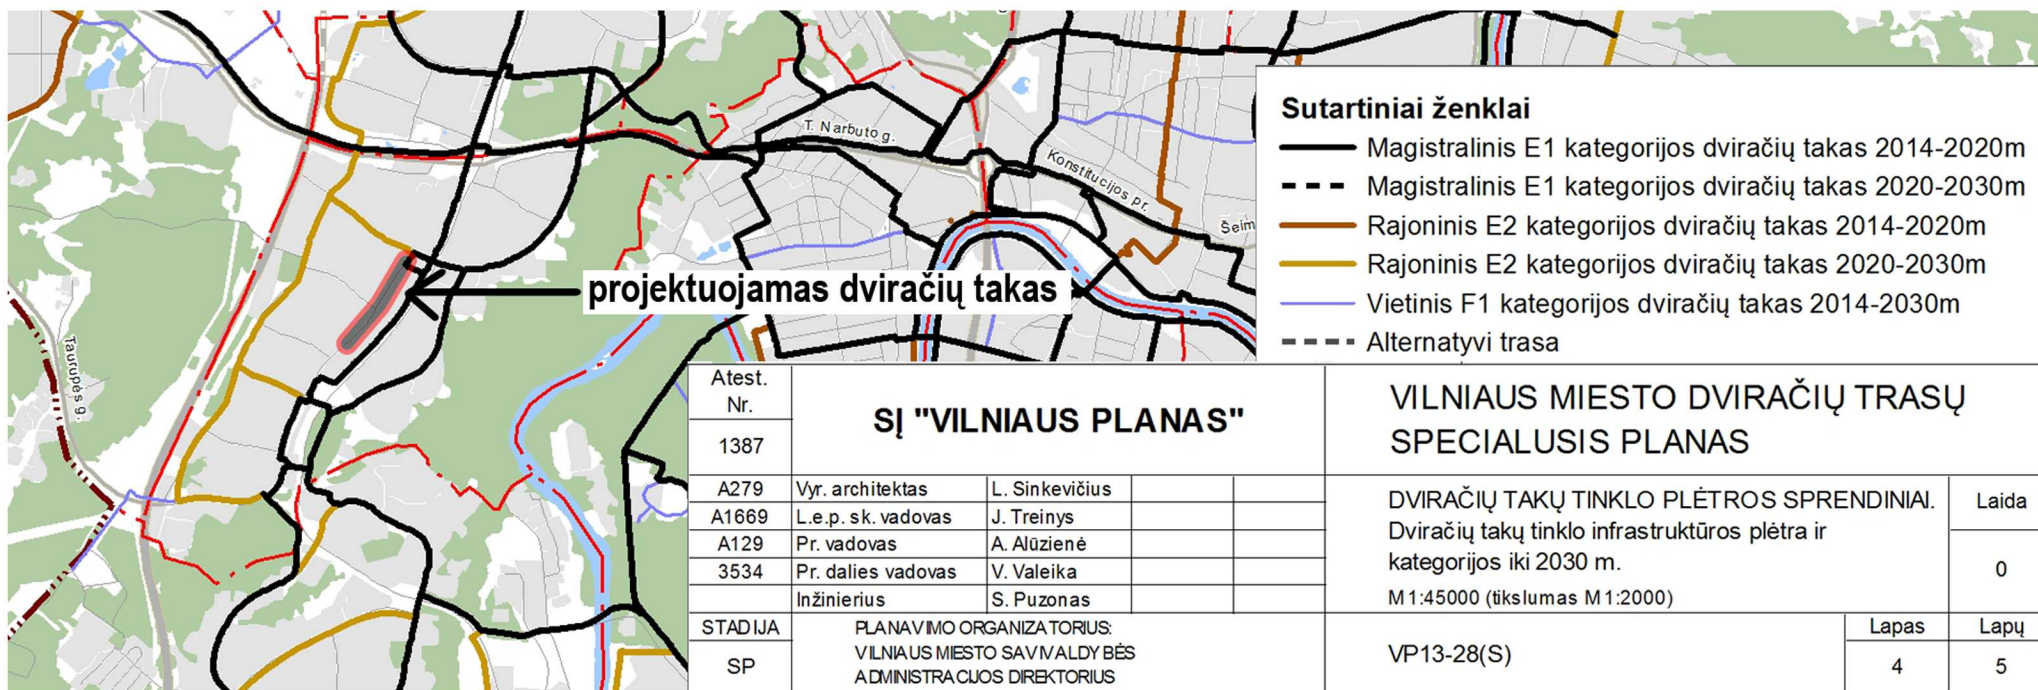 T. Narbuto g.
Konstitucijos pr.
Šeim
Taurupės g.
projektuojamas dviračių takas
Sutartiniai ženklai
Magistralinis E1 kategorijos dviračių takas 2014-2020m
Magistralinis E1 kategorijos dviračių takas 2020-2030m
Rajoninis E2 kategorijos dviračių takas 2014-2020m
Rajoninis E2 kategorijos dviračių takas 2020-2030m
Vietinis F1 kategorijos dviračių takas 2014-2030m
Alternatyvi trasa
Atest.
Nr.
1387
SĮ "VILNIAUS PLANAS"
VILNIAUS MIESTO DVIRAČIŲ TRASŲ
SPECIALUSIS PLANAS
A279 Vyr. architektas L. Sinkevičius
A1669 L.e.p. sk. vadovas J. Treinys
A129 Pr. vadovas A. Alūzienė
3534 Pr. dalies vadovas V. Valeika
Inžinierius S. Puzonas
DVIRAČIŲ TAKŲ TINKLO PLĖTROS SPRENDINIAI.
Dviračių takų tinklo infrastruktūros plėtra ir
kategorijos iki 2030 m.
M 1:45000 (tikslumas M1:2000)
Laida
0
STADIJA
SP
PLANAVIMO ORGANIZATORIUS:
VILNIAUS MIESTO SAVIVALDYBĖS
ADMINISTRACIJOS DIREKTORIUS
VP13-28(S)
Lapas Lapų
4 5